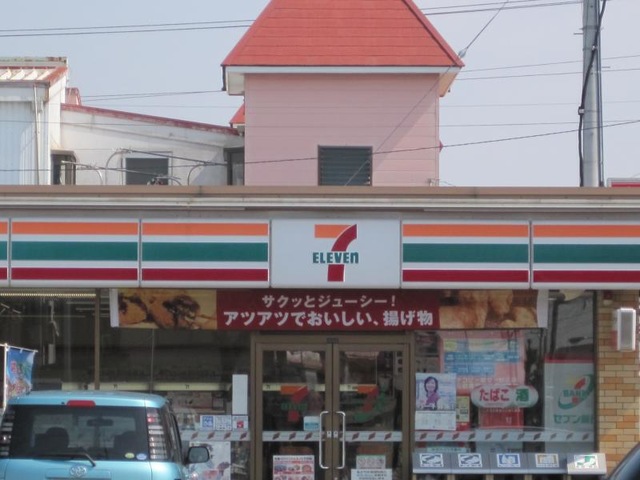 7
ELEVEn
サクッとジューシー!
アツアツでおいしい、揚げ物
たばこ 酒